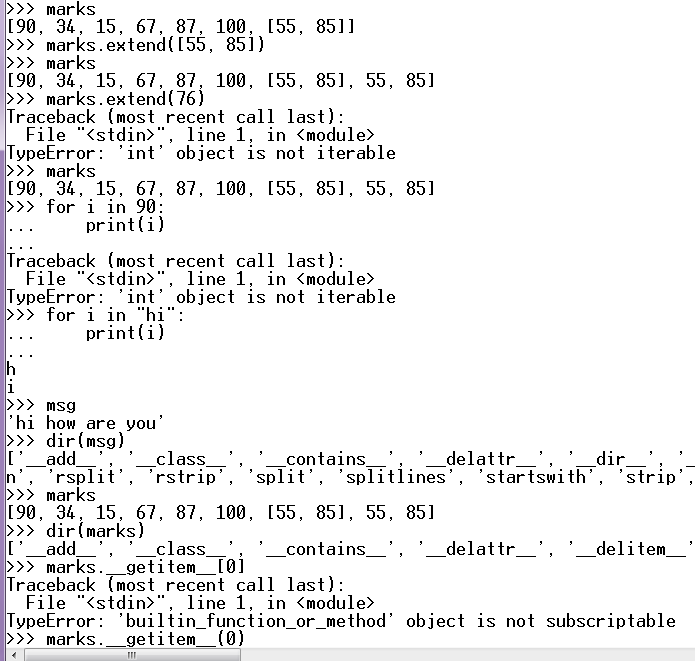 >>> marks
[90, 34, 15, 67, 87, 100, [55, 85]]
>>> marks.extend([55, 85])
>>> marks
[90, 34, 15, 67, 87, 100, [55, 85], 55, 85]
>>> marks.extend(76)
Traceback (most recent call last):
  File "<stdin>", line 1, in <module>
TypeError: 'int' object is not iterable
>>> marks
[90, 34, 15, 67, 87, 100, [55, 85], 55, 85]
>>> for i in 90:
...     print(i)
...
Traceback (most recent call last):
  File "<stdin>", line 1, in <module>
TypeError: 'int' object is not iterable
>>> for i in "hi":
...     print(i)
...
h
i
>>> msg
'hi how are you'
>>> dir(msg)
['__add__', '__class__', '__contains__', '__delattr__', '__dir__', '_
n', 'rsplit', 'rstrip', 'split', 'splitlines', 'startswith', 'strip',
>>> marks
[90, 34, 15, 67, 87, 100, [55, 85], 55, 85]
>>> dir(marks)
['__add__', '__class__', '__contains__', '__delattr__', '__delitem__'
>>> marks.__getitem__[0]
Traceback (most recent call last):
  File "<stdin>", line 1, in <module>
TypeError: 'builtin_function_or_method' object is not subscriptable
>>> marks.__getitem__(0)